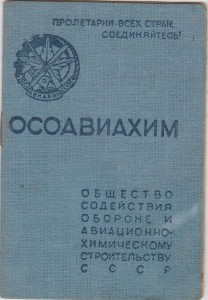 ПРОЛЕТАРИИ ВСЕХ СТРАН,
СОЕДИНЯЙТЕСЬ!
ОСОАВИАХИМ
ОБЩЕСТВО
СОДЕЙСТВИЯ
ОБОРОНЕ И
АВИАЦИОННО-
ХИМИЧЕСКОМУ
СТРОИТЕЛЬСТВУ
СССР